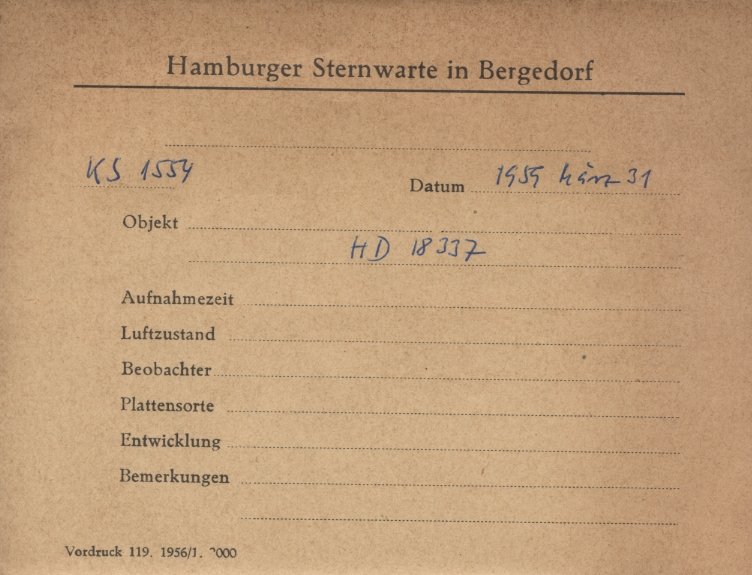 Hamburger Sternwarte in Bergedorf
KS 1554
Datum 1959 März 31
Objekt
HD 18337
Aufnahmezeit
Luftzustand
Beobachter
Plattensorte
Entwicklung
Bemerkungen
Vordruck 119. 1956/1. 2000